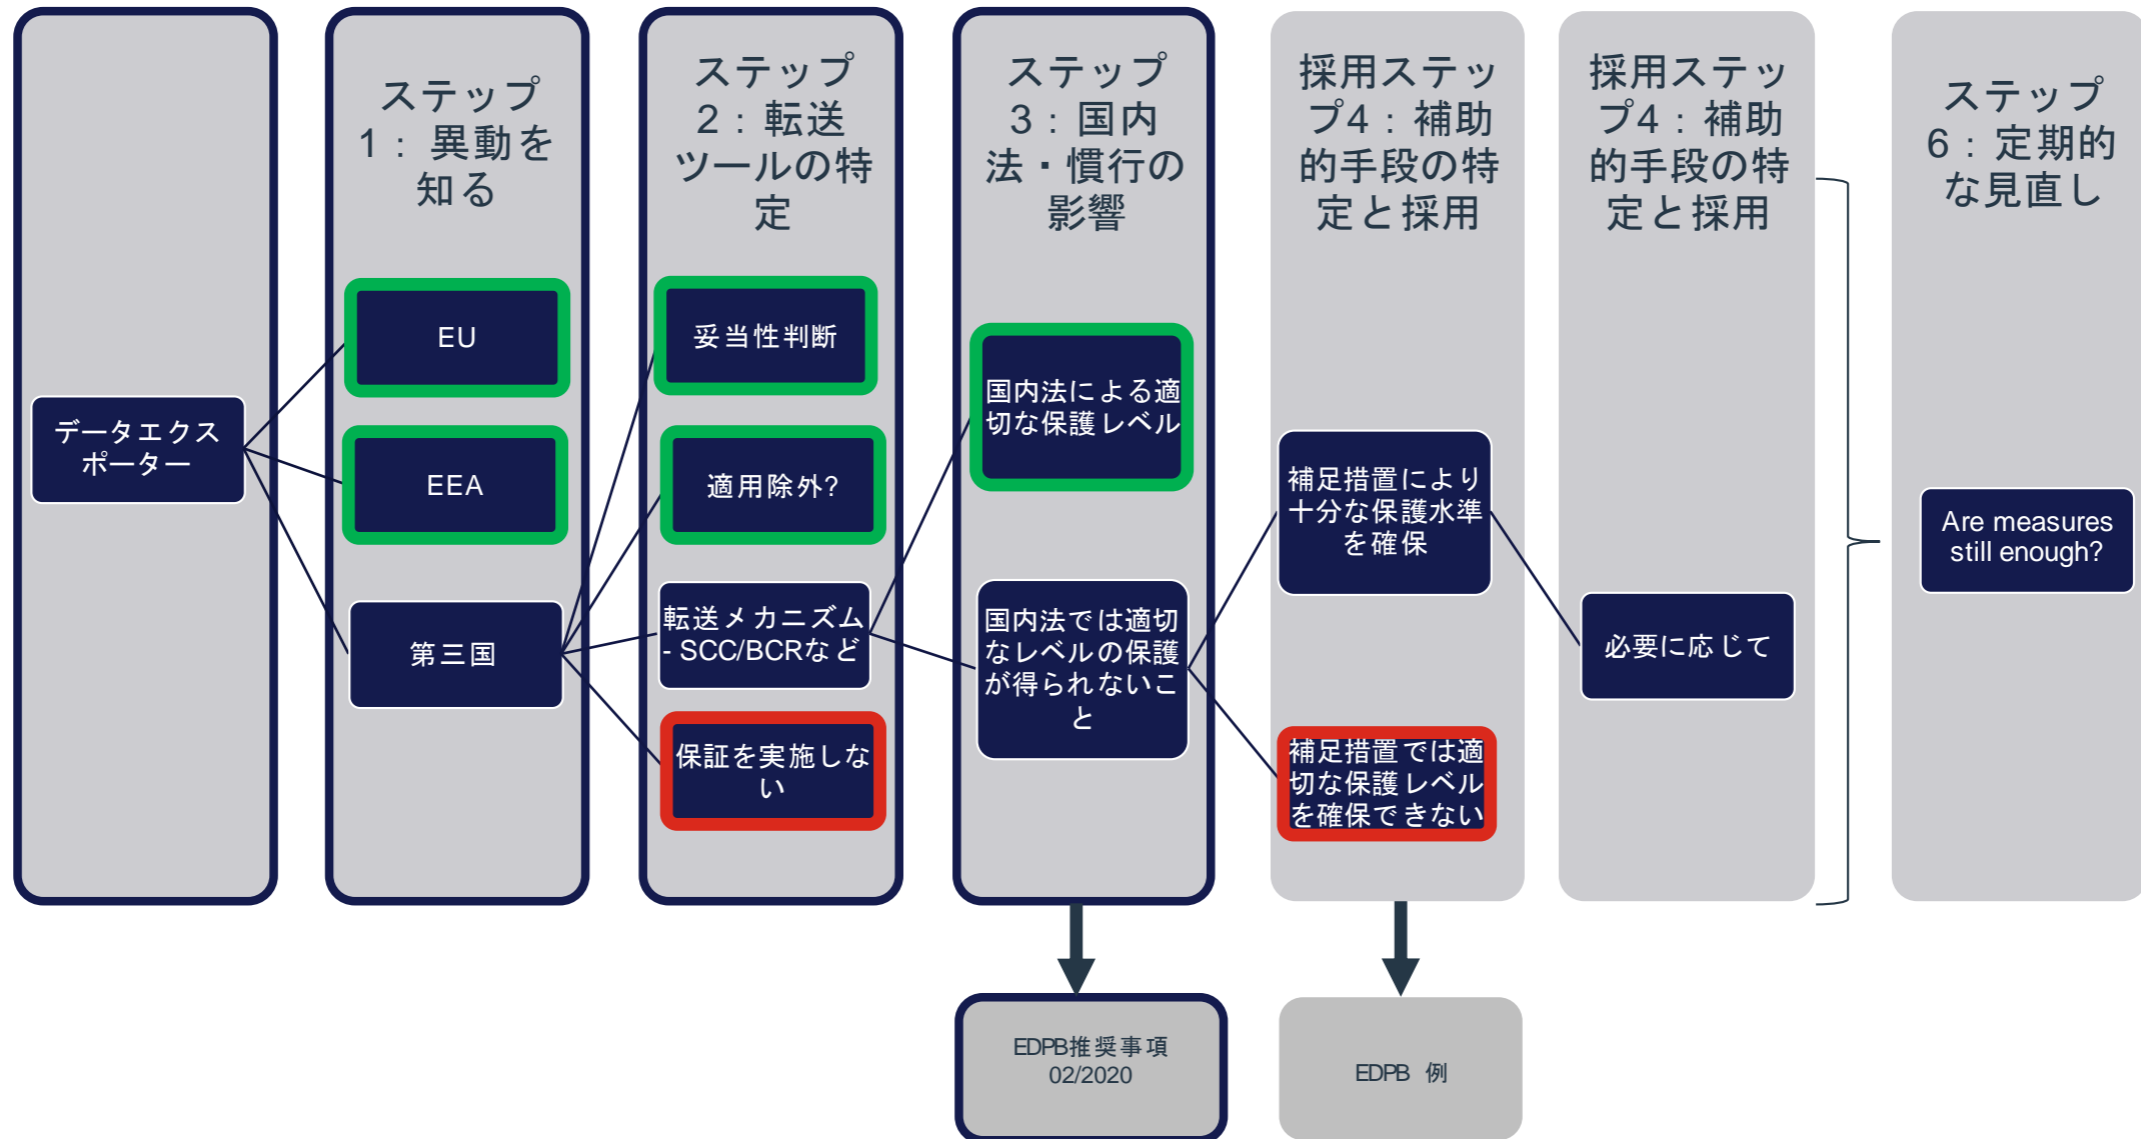 データエクス
ポーター
ステップ
1： 異動を
知る
EU
EEA
第三国
ステップ
2：転送
ツールの特
定
妥当性判断
適用除外?
転送メカニズム
- SCC/BCRなど
保証を実施しな
い
ステップ
3：国内
法・慣行の
影響
国内法による適
切な保護レベル
国内法では適切
なレベルの保護
が得られないこ
と
採用ステッ
プ4：補助
的手段の特
定と採用
補足措置により
十分な保護水準
を確保
補足措置では適
切な保護レベル
を確保できない
採用ステッ
プ4：補助
的手段の特
定と採用
必要に応じて
ステップ
6：定期的
な見直し
Are measures
still enough?
EDPB推奨事項
02/2020
EDPB 例